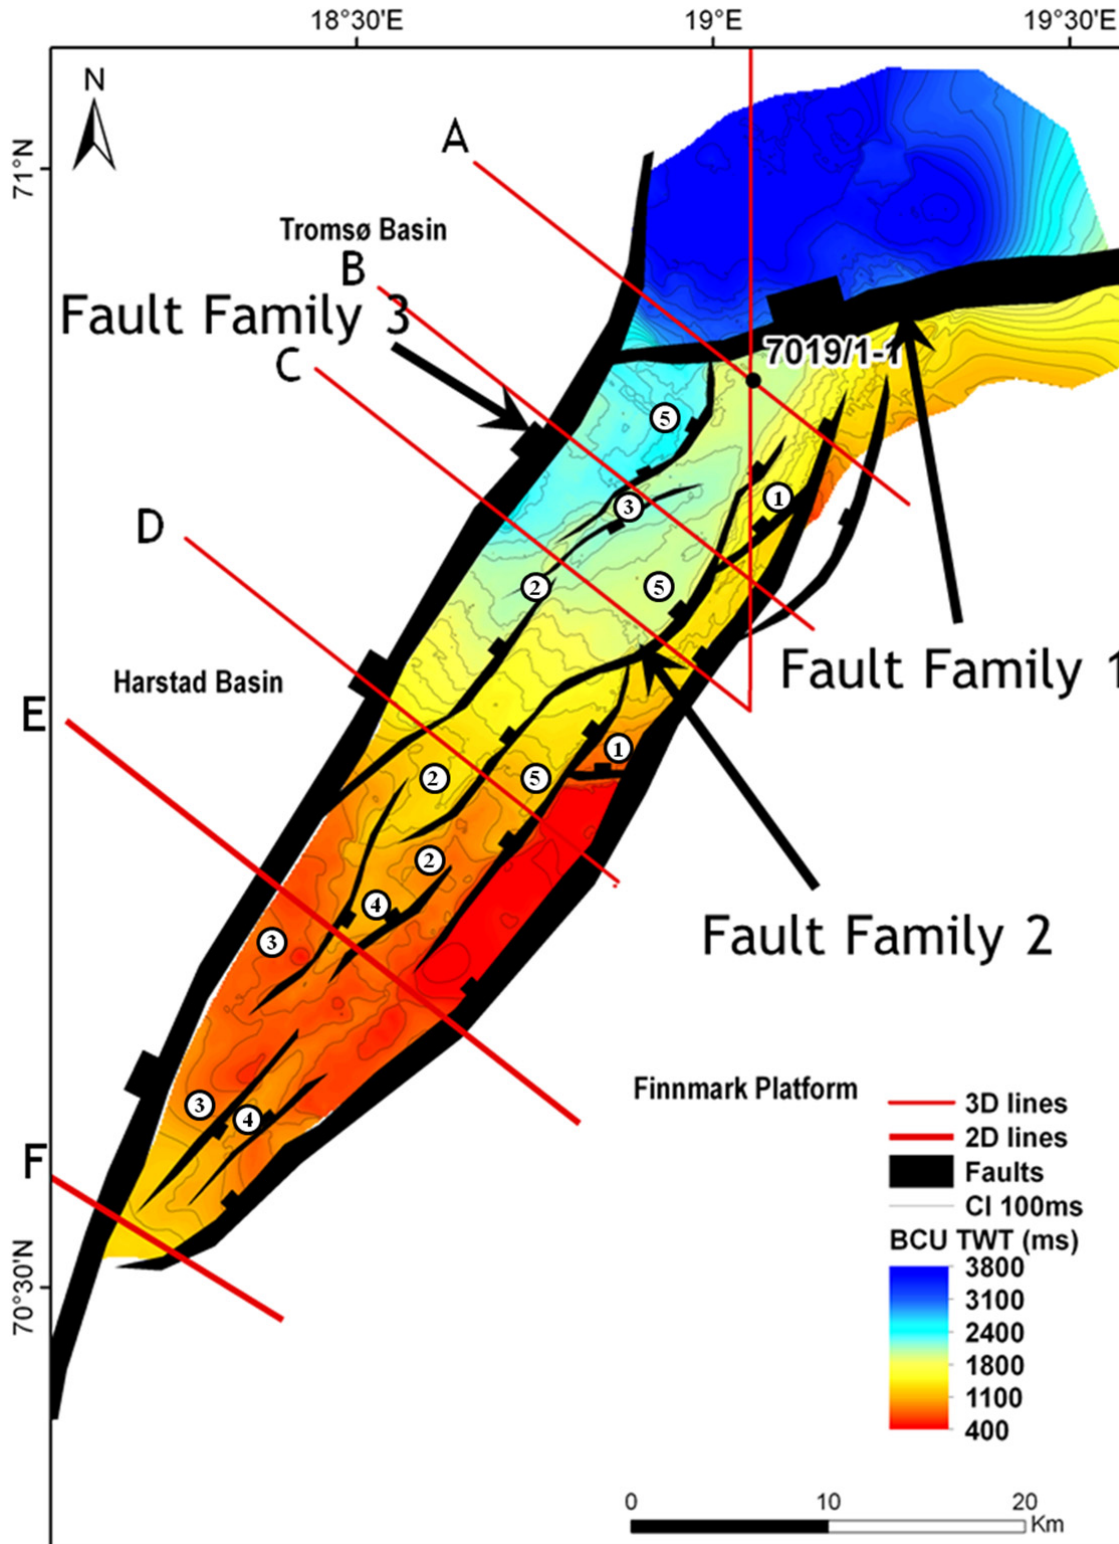 18°30'E
19°E
19°30'E
N
71°N
A
Tromsø Basin
B
Fault Family 3
C
7019/1-1
5
3
1
D
2
5
Fault Family 1
Harstad Basin
E
1
2
5
2
4
3
Fault Family 2
3
4
Finnmark Platform
F
70°30'N
3D lines
2D lines
Faults
CI 100ms
BCU TWT (ms)
3800
3100
2400
1800
1100
400
0 10 20
Km